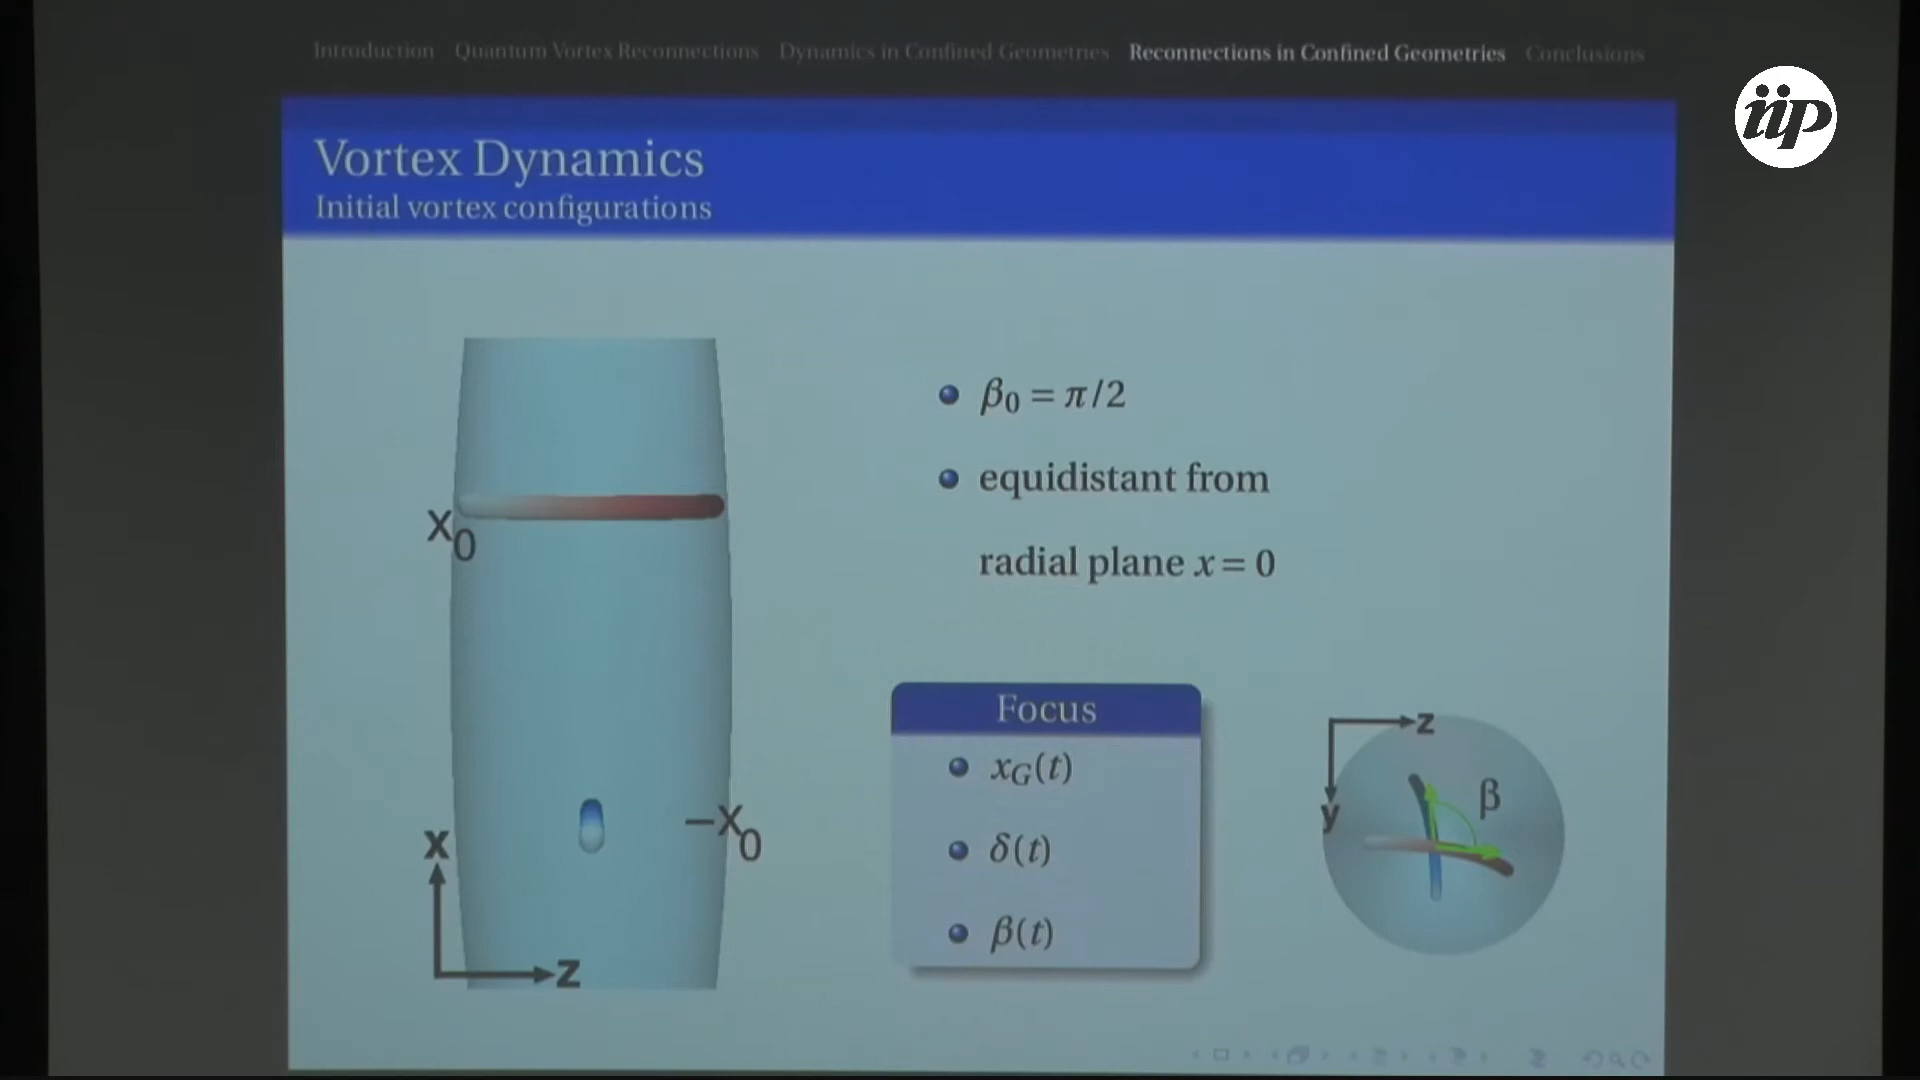 Introduction Quantum Vortex Reconnections Dynamics in Confined Geometries Reconnections in Confined Geometries Conclusions
iip
Vortex Dynamics
Initial vortex configurations
β₀ = π/2
equidistant from
radial plane x = 0
x₀
−x₀
x
z
Focus
x_G(t)
δ(t)
β(t)
z
y
β